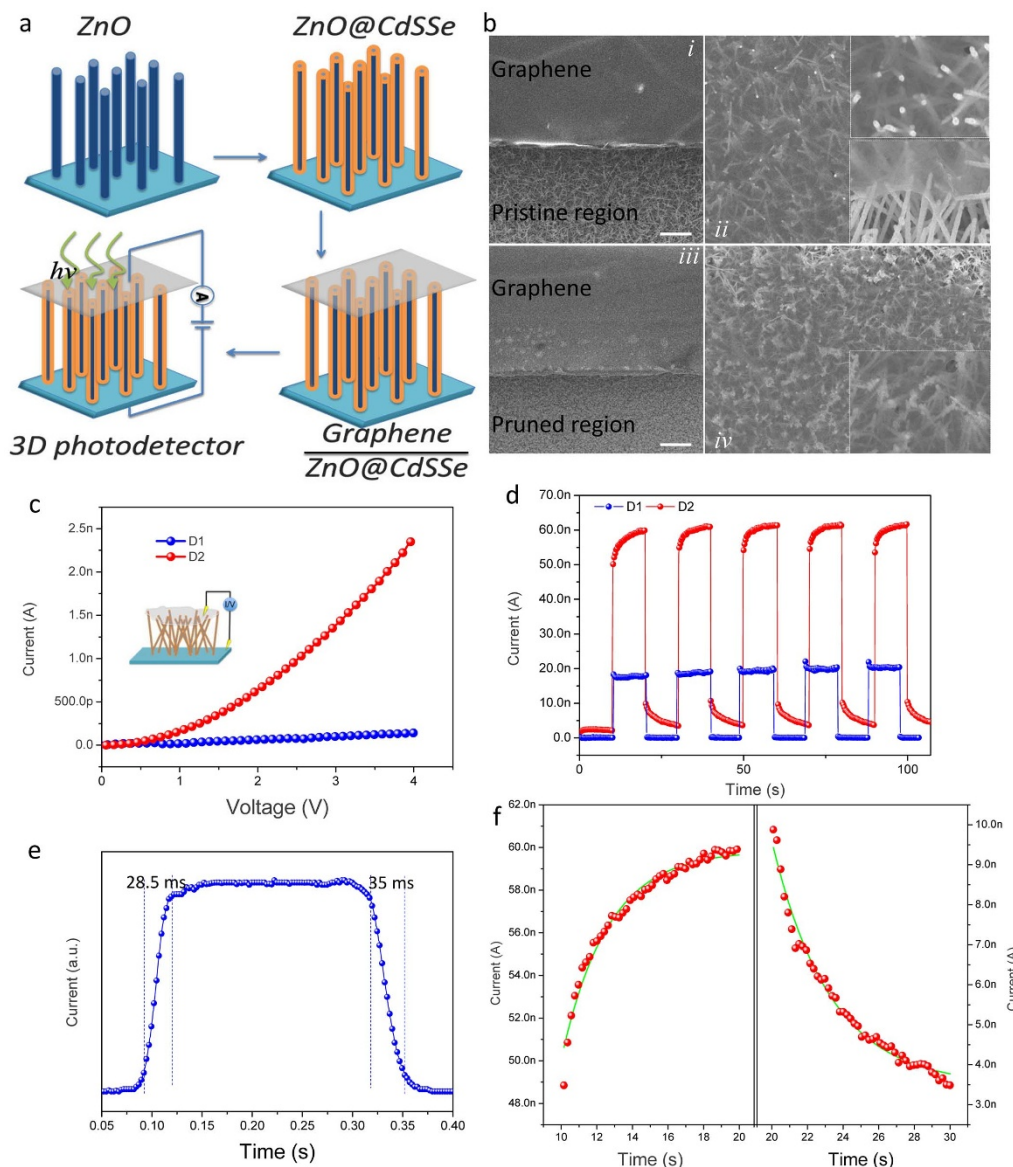 a
ZnO
ZnO@CdSSe
hν
A
3D photodetector
Graphene
ZnO@CdSSe
b
Graphene
i
Pristine region
ii
Graphene
iii
Pruned region
iv
c
2.5n
2.0n
1.5n
1.0n
500.0p
0.0
Current (A)
D1
D2
I/V
0 1 2 3 4
Voltage (V)
d
70.0n
60.0n
50.0n
40.0n
30.0n
20.0n
10.0n
0.0
Current (A)
D1 D2
0 50 100
Time (s)
e
Current (a.u.)
28.5 ms
35 ms
0.05 0.10 0.15 0.20 0.25 0.30 0.35 0.40
Time (s)
f
62.0n
60.0n
58.0n
56.0n
54.0n
52.0n
50.0n
48.0n
Current (A)
10 12 14 16 18 20
Time (s)
20 22 24 26 28 30
Time (s)
10.0n
9.0n
8.0n
7.0n
6.0n
5.0n
4.0n
3.0n
Current (A)